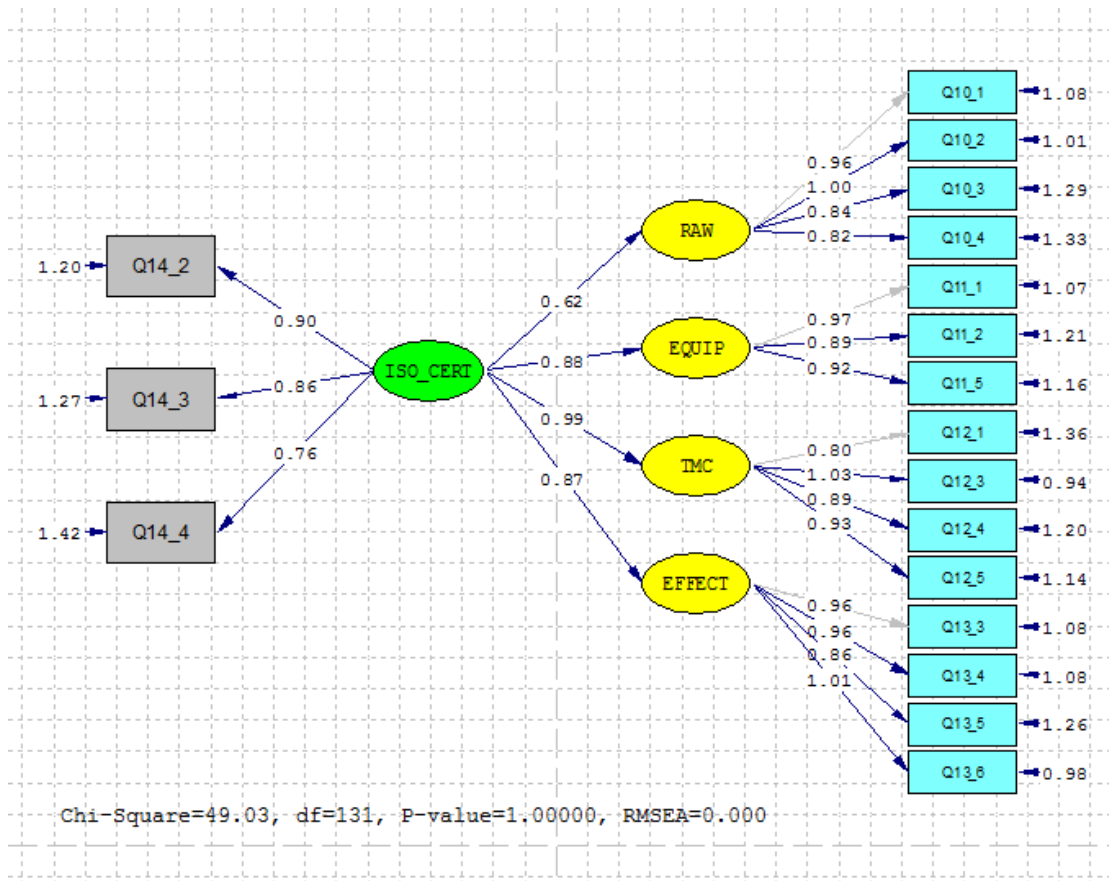 Q10_1
1.08
Q10_2
1.01
0.96
1.00
Q10_3
1.29
0.84
RAW
0.82
Q10_4
1.33
Q14_2
1.20
Q11_1
1.07
0.62
0.90
0.97
Q11_2
1.21
EQUIP
0.89
0.88
0.92
Q11_5
1.16
ISO_CERT
0.86
Q14_3
1.27
0.99
Q12_1
1.36
0.80
0.76
TMC
1.03
Q12_3
0.94
0.87
0.89
0.93
Q12_4
1.20
Q14_4
1.42
Q12_5
1.14
EFFECT
0.96
Q13_3
1.08
0.96
0.86
Q13_4
1.08
1.01
Q13_5
1.26
Q13_6
0.98
Chi-Square=49.03, df=131, P-value=1.00000, RMSEA=0.000